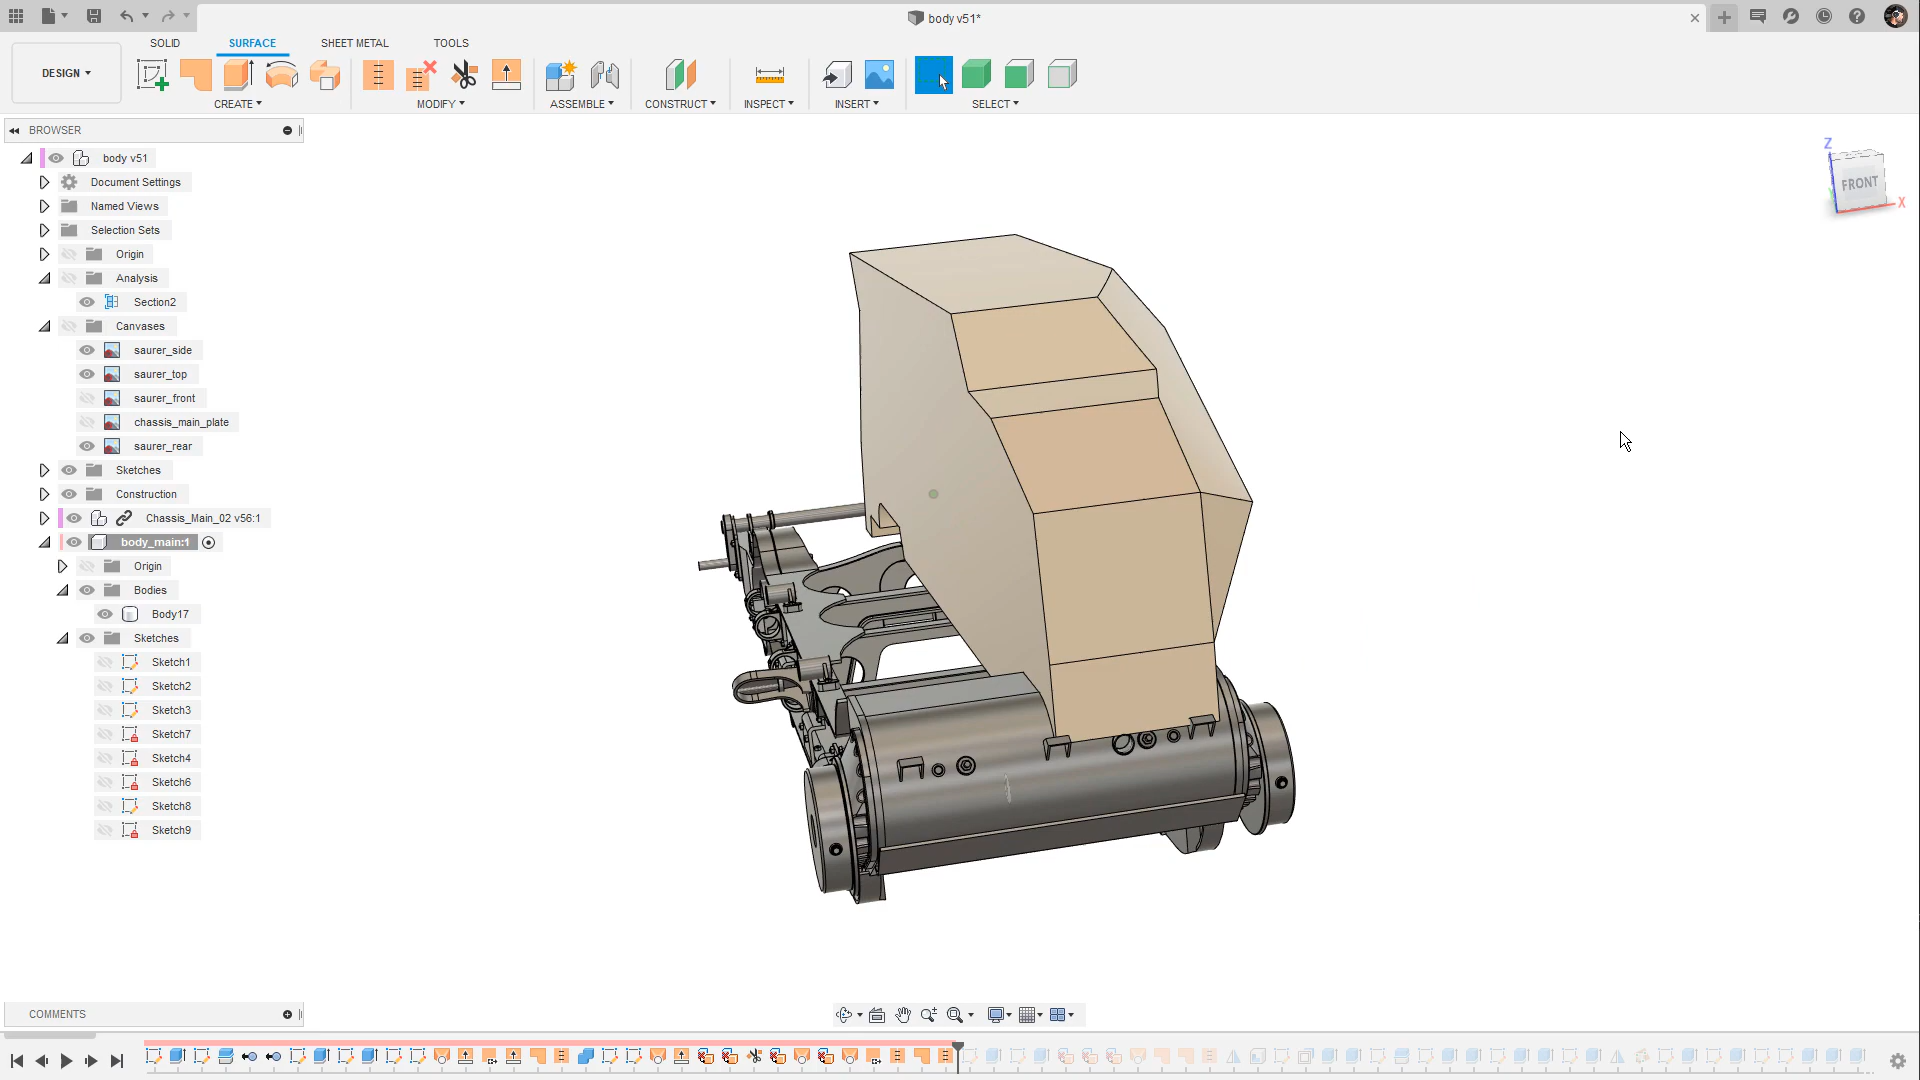 body v51*
SOLID SURFACE SHEET METAL TOOLS
DESIGN
CREATE MODIFY ASSEMBLE CONSTRUCT INSPECT INSERT SELECT
BROWSER
body v51
Document Settings
Named Views
Selection Sets
Origin
Analysis
Section2
Canvases
saurer_side
saurer_top
saurer_front
chassis_main_plate
saurer_rear
Sketches
Construction
Chassis_Main_02 v56:1
body_main:1
Origin
Bodies
Body17
Sketches
Sketch1
Sketch2
Sketch3
Sketch7
Sketch4
Sketch6
Sketch8
Sketch9
Z
FRONT
X
COMMENTS